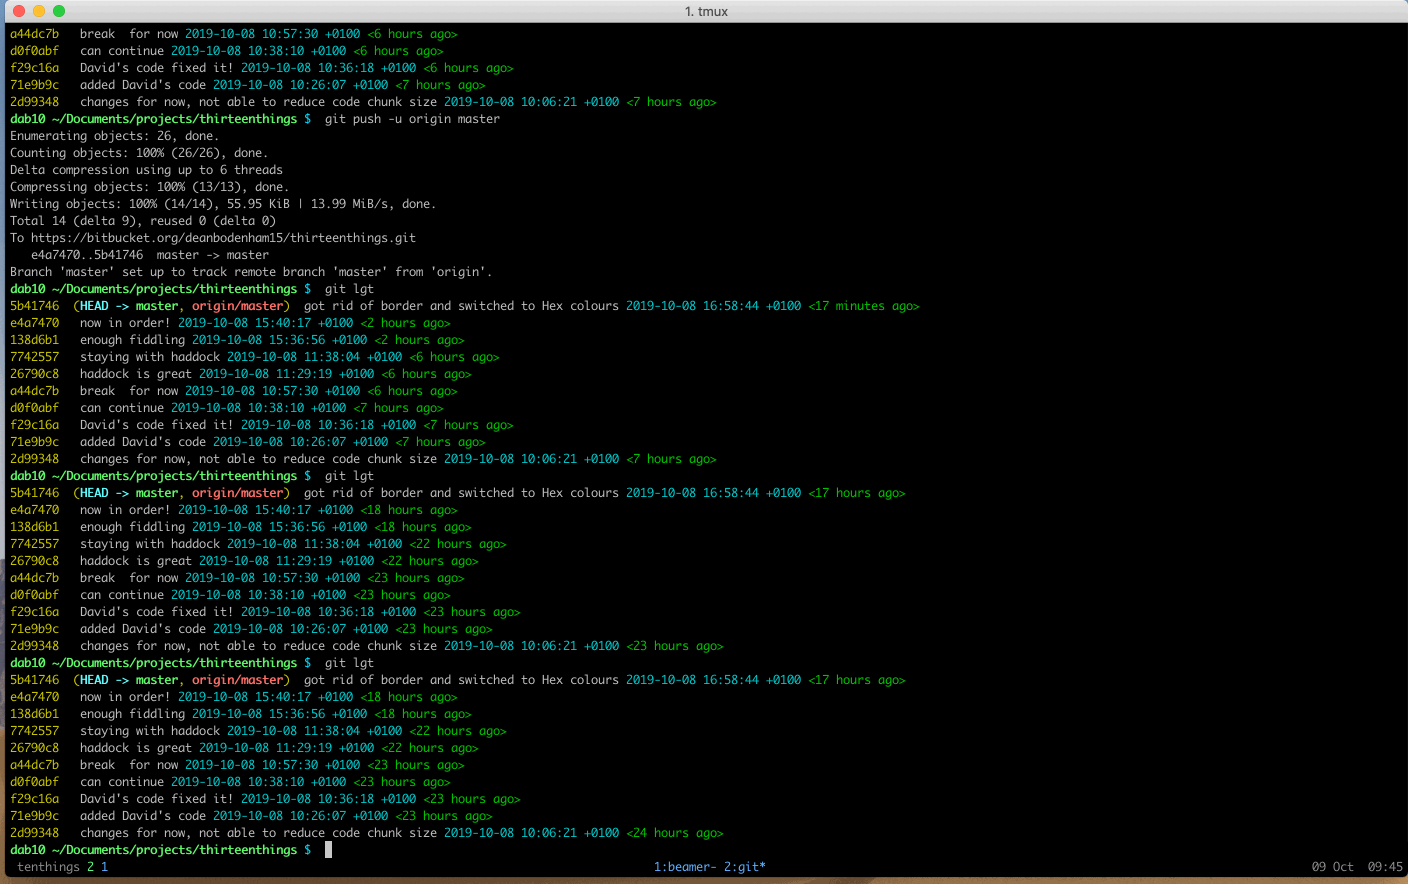 1. tmux
a44dc7b   break  for now 2019-10-08 10:57:30 +0100 <6 hours ago>
d0f0abf   can continue 2019-10-08 10:38:10 +0100 <6 hours ago>
f29c16a   David's code fixed it! 2019-10-08 10:36:18 +0100 <6 hours ago>
71e9b9c   added David's code 2019-10-08 10:26:07 +0100 <7 hours ago>
2d99348   changes for now, not able to reduce code chunk size 2019-10-08 10:06:21 +0100 <7 hours ago>
dab10 ~/Documents/projects/thirteenthings $  git push -u origin master
Enumerating objects: 26, done.
Counting objects: 100% (26/26), done.
Delta compression using up to 6 threads
Compressing objects: 100% (13/13), done.
Writing objects: 100% (14/14), 55.95 KiB | 13.99 MiB/s, done.
Total 14 (delta 9), reused 0 (delta 0)
To https://bitbucket.org/deanbodenham15/thirteenthings.git
   e4a7470..5b41746  master -> master
Branch 'master' set up to track remote branch 'master' from 'origin'.
dab10 ~/Documents/projects/thirteenthings $  git lgt
5b41746  (HEAD -> master, origin/master)  got rid of border and switched to Hex colours 2019-10-08 16:58:44 +0100 <17 minutes ago>
e4a7470   now in order! 2019-10-08 15:40:17 +0100 <2 hours ago>
138d6b1   enough fiddling 2019-10-08 15:36:56 +0100 <2 hours ago>
7742557   staying with haddock 2019-10-08 11:38:04 +0100 <6 hours ago>
26790c8   haddock is great 2019-10-08 11:29:19 +0100 <6 hours ago>
a44dc7b   break  for now 2019-10-08 10:57:30 +0100 <6 hours ago>
d0f0abf   can continue 2019-10-08 10:38:10 +0100 <7 hours ago>
f29c16a   David's code fixed it! 2019-10-08 10:36:18 +0100 <7 hours ago>
71e9b9c   added David's code 2019-10-08 10:26:07 +0100 <7 hours ago>
2d99348   changes for now, not able to reduce code chunk size 2019-10-08 10:06:21 +0100 <7 hours ago>
dab10 ~/Documents/projects/thirteenthings $  git lgt
5b41746  (HEAD -> master, origin/master)  got rid of border and switched to Hex colours 2019-10-08 16:58:44 +0100 <17 hours ago>
e4a7470   now in order! 2019-10-08 15:40:17 +0100 <18 hours ago>
138d6b1   enough fiddling 2019-10-08 15:36:56 +0100 <18 hours ago>
7742557   staying with haddock 2019-10-08 11:38:04 +0100 <22 hours ago>
26790c8   haddock is great 2019-10-08 11:29:19 +0100 <22 hours ago>
a44dc7b   break  for now 2019-10-08 10:57:30 +0100 <23 hours ago>
d0f0abf   can continue 2019-10-08 10:38:10 +0100 <23 hours ago>
f29c16a   David's code fixed it! 2019-10-08 10:36:18 +0100 <23 hours ago>
71e9b9c   added David's code 2019-10-08 10:26:07 +0100 <23 hours ago>
2d99348   changes for now, not able to reduce code chunk size 2019-10-08 10:06:21 +0100 <23 hours ago>
dab10 ~/Documents/projects/thirteenthings $  git lgt
5b41746  (HEAD -> master, origin/master)  got rid of border and switched to Hex colours 2019-10-08 16:58:44 +0100 <17 hours ago>
e4a7470   now in order! 2019-10-08 15:40:17 +0100 <18 hours ago>
138d6b1   enough fiddling 2019-10-08 15:36:56 +0100 <18 hours ago>
7742557   staying with haddock 2019-10-08 11:38:04 +0100 <22 hours ago>
26790c8   haddock is great 2019-10-08 11:29:19 +0100 <22 hours ago>
a44dc7b   break  for now 2019-10-08 10:57:30 +0100 <23 hours ago>
d0f0abf   can continue 2019-10-08 10:38:10 +0100 <23 hours ago>
f29c16a   David's code fixed it! 2019-10-08 10:36:18 +0100 <23 hours ago>
71e9b9c   added David's code 2019-10-08 10:26:07 +0100 <23 hours ago>
2d99348   changes for now, not able to reduce code chunk size 2019-10-08 10:06:21 +0100 <24 hours ago>
dab10 ~/Documents/projects/thirteenthings $
tenthings 2 1 1:beamer- 2:git* 09 Oct  09:45